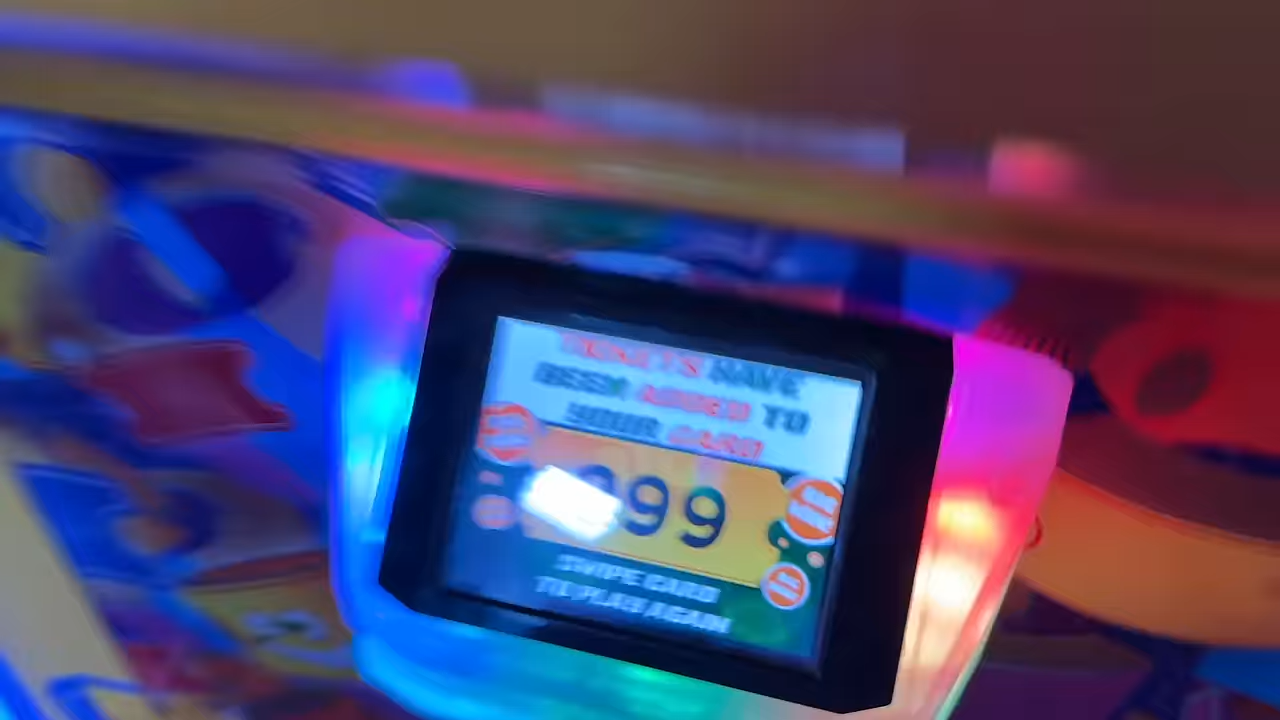 TICKETS HAVE
BEEN ADDED TO
YOUR CARD
99
SWIPE CARD
TO PLAY AGAIN